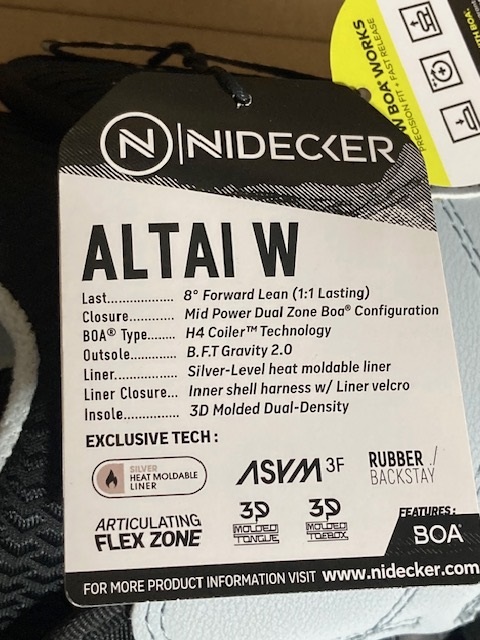 W BOA® WORKS
PRECISION FIT + FAST RELEASE
N NIDECKER
ALTAI W
Last.................. 8° Forward Lean (1:1 Lasting)
Closure............. Mid Power Dual Zone Boa® Configuration
BOA® Type........ H4 Coiler™ Technology
Outsole............. B.F.T Gravity 2.0
Liner................. Silver-Level heat moldable liner
Liner Closure... Inner shell harness w/ Liner velcro
Insole................ 3D Molded Dual-Density
EXCLUSIVE TECH :
SILVER
HEAT MOLDABLE
LINER
ASYM 3F
RUBBER /
BACKSTAY
ARTICULATING
FLEX ZONE
3D
MOLDED
TONGUE
3D
MOLDED
TOEBOX
FEATURES :
BOA®
FOR MORE PRODUCT INFORMATION VISIT www.nidecker.com